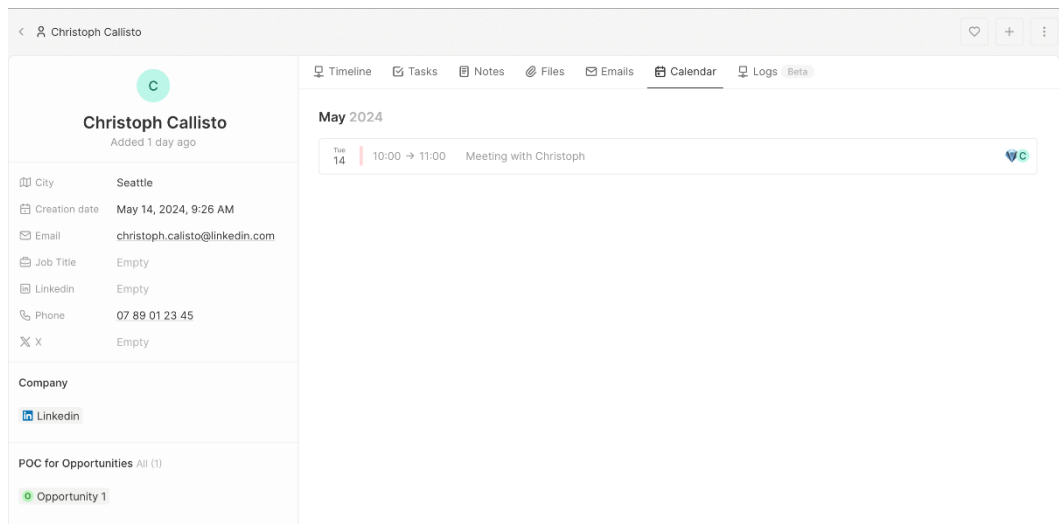 Christoph Callisto
C
Christoph Callisto
Added 1 day ago
City Seattle
Creation date May 14, 2024, 9:26 AM
Email christoph.calisto@linkedin.com
Job Title Empty
Linkedin Empty
Phone 07 89 01 23 45
X Empty
Company
in Linkedin
POC for Opportunities All (1)
O Opportunity 1
Timeline Tasks Notes Files Emails Calendar Logs Beta
May 2024
Tue
14 10:00 → 11:00 Meeting with Christoph C